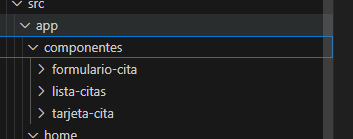 src
app
componentes
formulario-cita
lista-citas
tarjeta-cita
home